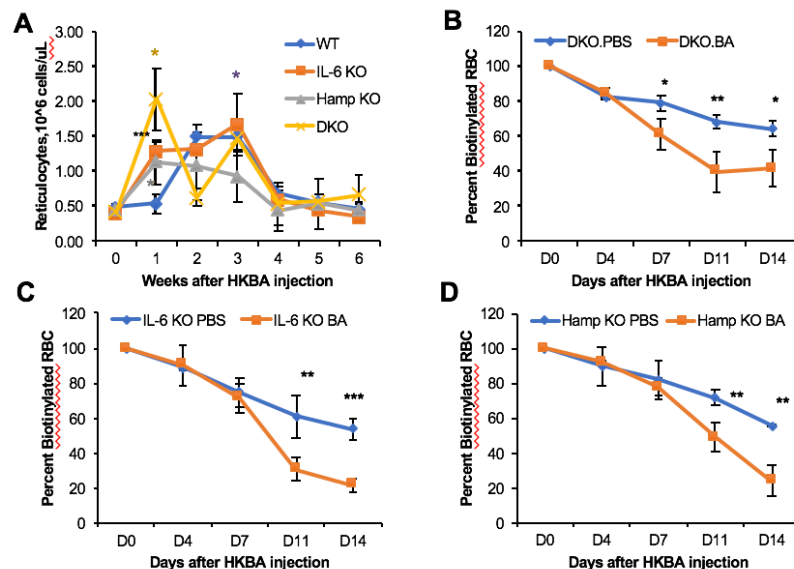 A
Reticulocytes,10^6 cells/uL
3.00
2.50
2.00
1.50
1.00
0.50
0.00
*
***
*
*
WT
IL-6 KO
Hamp KO
DKO
0 1 2 3 4 5 6
Weeks after HKBA injection
B
DKO.PBS DKO.BA
Percent Biotinylated RBC
120
100
80
60
40
20
0
*
**
*
D0 D4 D7 D11 D14
Days after HKBA injection
C
IL-6 KO PBS IL-6 KO BA
Percent Biotinylated RBC
120
100
80
60
40
20
0
**
***
D0 D4 D7 D11 D14
Days after HKBA injection
D
Hamp KO PBS Hamp KO BA
Percent Biotinylated RBC
120
100
80
60
40
20
0
**
**
D0 D4 D7 D11 D14
Days after HKBA injection